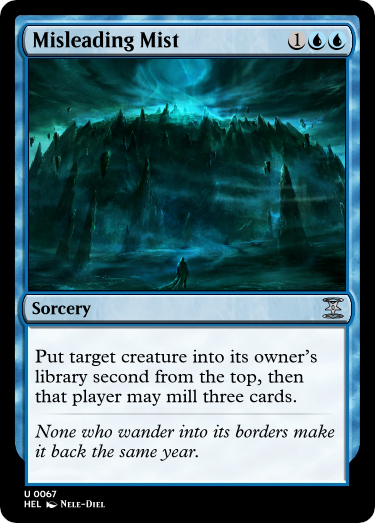 Misleading Mist 1
Sorcery
Put target creature into its owner's
library second from the top, then
that player may mill three cards.
None who wander into its borders make
it back the same year.
U 0067
HEL Nele-Diel